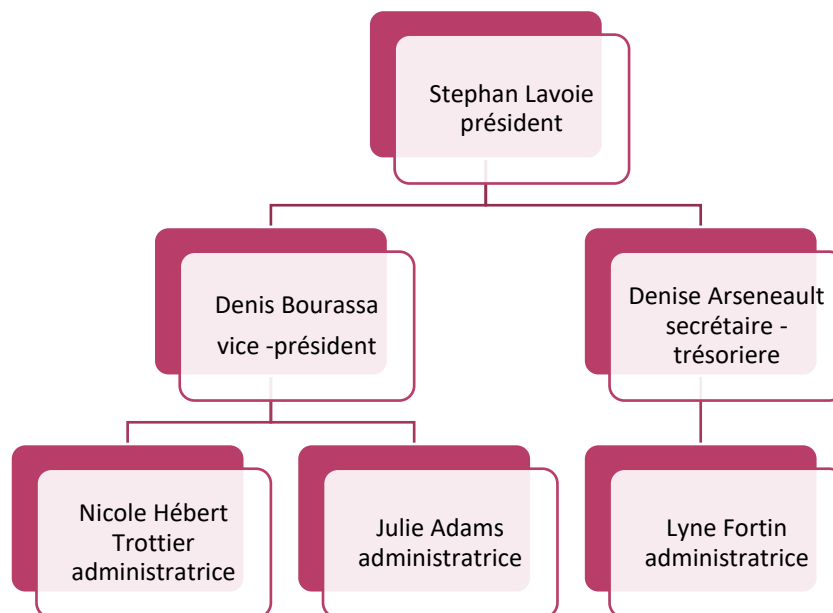 Stephan Lavoie
président
Denis Bourassa
vice -président
Denise Arseneault
secrétaire -
trésoriere
Nicole Hébert
Trottier
administratrice
Julie Adams
administratrice
Lyne Fortin
administratrice